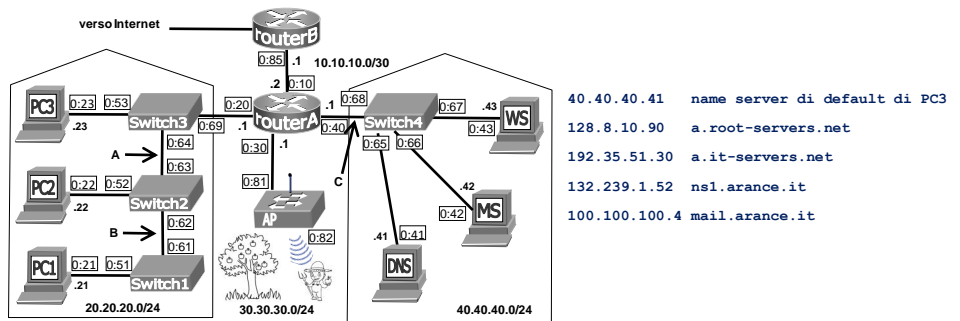 verso Internet
routerB
0:85 .1 10.10.10.0/30
.2 0:10
PC3 0:23 0:53 Switch3 0:20 routerA .1 0:68 Switch4 0:67 .43 WS
.23 0:69 .1 0:40 0:43
0:64 0:30 .1 0:65 0:66
A C
0:63 0:81
PC2 0:22 0:52 Switch2 AP .42 MS
.22 0:62 0:82 0:42
B .41 0:41
0:61 DNS
PC1 0:21 0:51 Switch1
.21
20.20.20.0/24 30.30.30.0/24 40.40.40.0/24
40.40.40.41 name server di default di PC3
128.8.10.90 a.root-servers.net
192.35.51.30 a.it-servers.net
132.239.1.52 ns1.arance.it
100.100.100.4 mail.arance.it